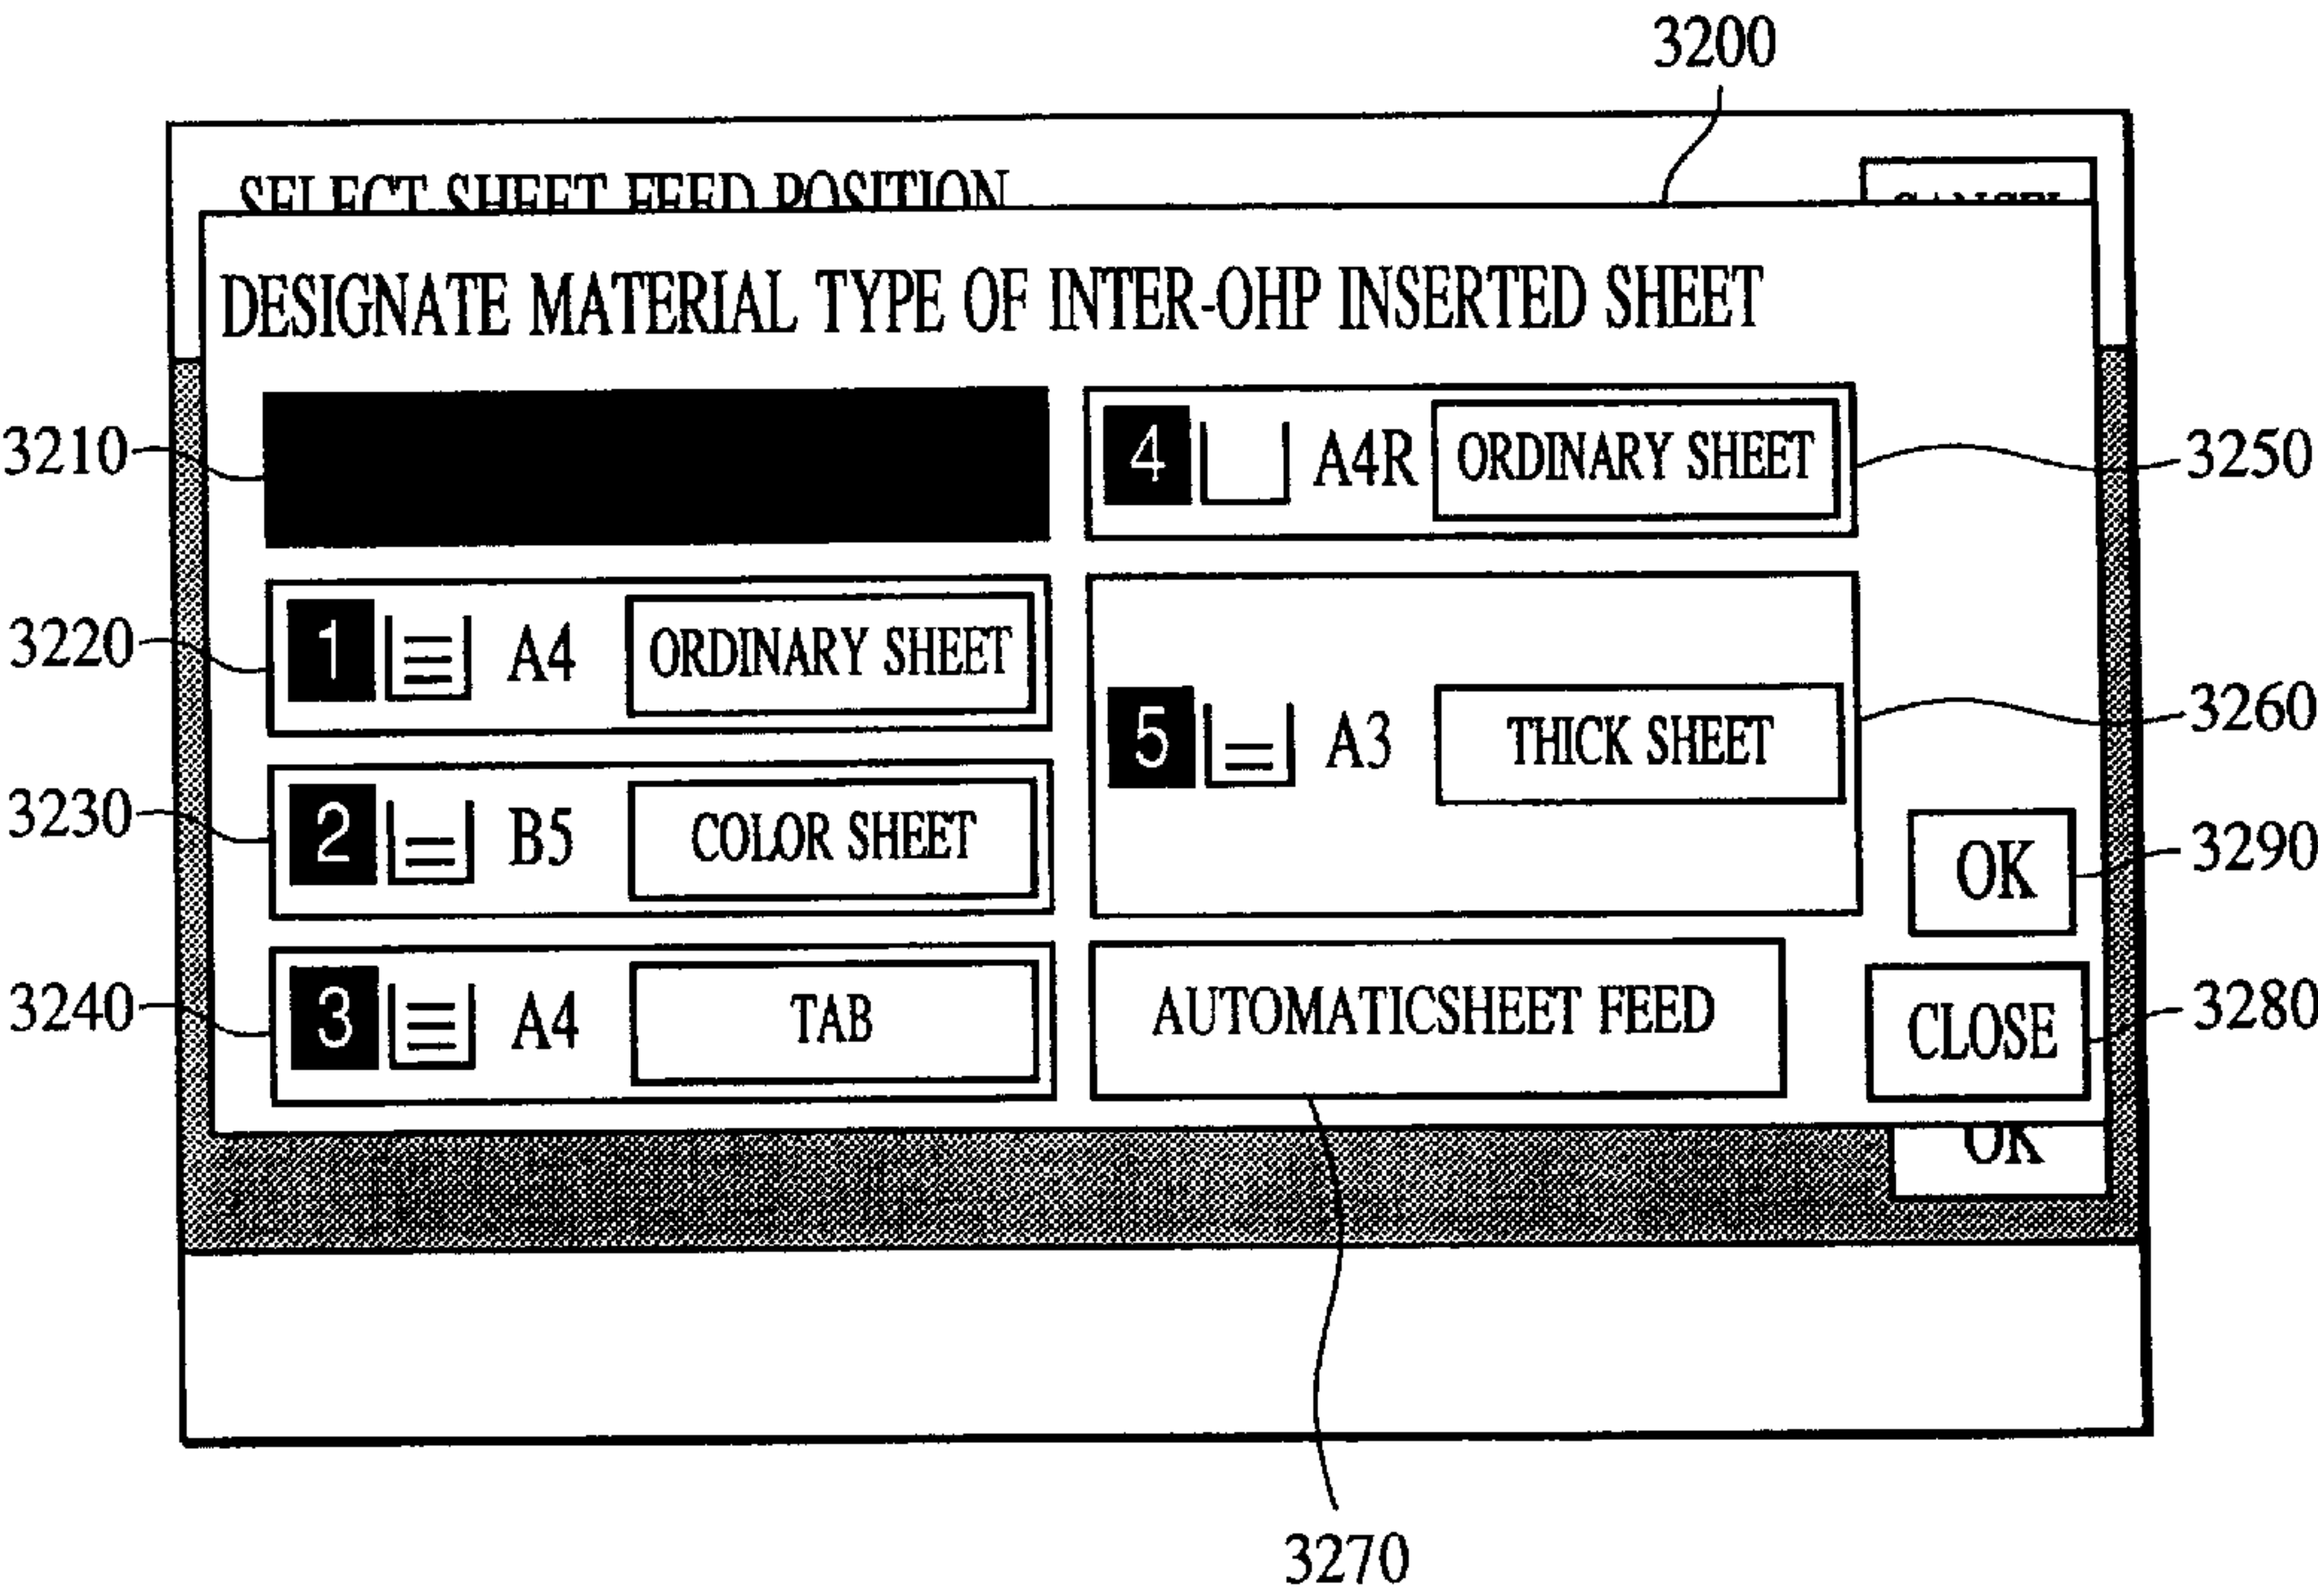 3200
SELECT SHEET FEED POSITION
CANCEL
DESIGNATE MATERIAL TYPE OF INTER-OHP INSERTED SHEET
3210
4 A4R ORDINARY SHEET
3250
3220
1 A4 ORDINARY SHEET
5 A3 THICK SHEET
3260
3230
2 B5 COLOR SHEET
OK
3290
3240
3 A4 TAB
AUTOMATICSHEET FEED
CLOSE
3280
OK
3270